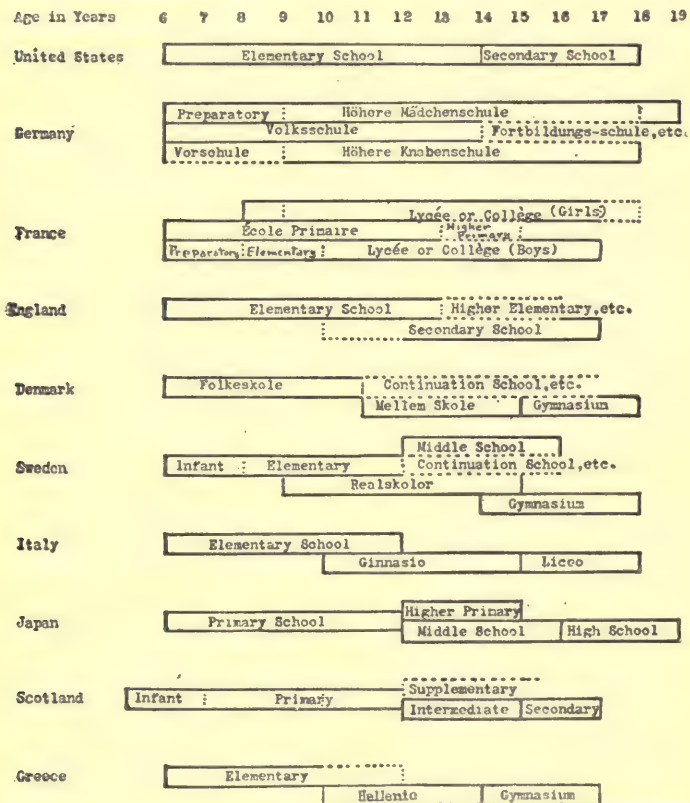 Age in Years 6 7 8 9 10 11 12 13 14 15 16 17 18 19
United States Elementary School Secondary School
Preparatory Höhere Mädchenschule
Germany Volksschule Fortbildungs-schule,etc.
Vorschule Höhere Knabenschule
Lycée or Collège (Girls)
France École Primaire Higher Primary
Preparatory Elementary Lycée or Collège (Boys)
England Elementary School Higher Elementary,etc.
Secondary School
Denmark Folkeskole Continuation School,etc.
Mellem Skole Gymnasium
Middle School
Sweden Infant Elementary Continuation School,etc.
Realskolor
Gymnasium
Italy Elementary School
Ginnasio Liceo
Higher Primary
Japan Primary School
Middle School High School
Supplementary
Scotland Infant Primary
Intermediate Secondary
Greece Elementary
Hellenic Gymnasium